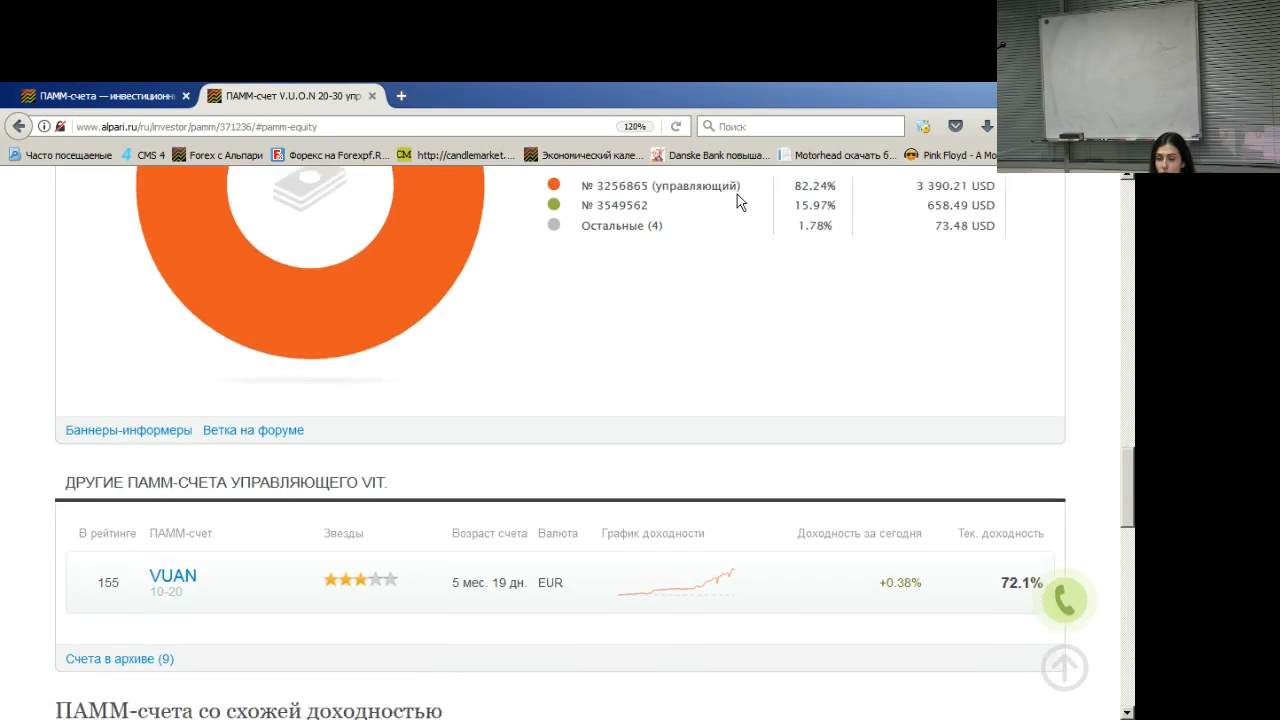 ПАММ-счета — инвестиционн
ПАММ-счет V.U.O.N 20-30 упр
www.alpari.ru/ru/investor/pamm/371236/#pamm-equity
120%
Поиск
Часто посещаемые
CMS 4
Forex с Альпари
Форекс на Forexpf.R...
http://candlemarket....
Экономический кале...
Danske Bank повыша...
Motorhead скачать б...
Pink Floyd - A Mo
№ 3256865 (управляющий) 82.24% 3 390.21 USD
№ 3549562 15.97% 658.49 USD
Остальные (4) 1.78% 73.48 USD
Баннеры-информеры Ветка на форуме
ДРУГИЕ ПАММ-СЧЕТА УПРАВЛЯЮЩЕГО VIT.
В рейтинге ПАММ-счет Звезды Возраст счета Валюта График доходности Доходность за сегодня Тек. доходность
155 VUAN 5 мес. 19 дн. EUR +0.38% 72.1%
10-20
Счета в архиве (9)
ПАММ-счета со схожей доходностью